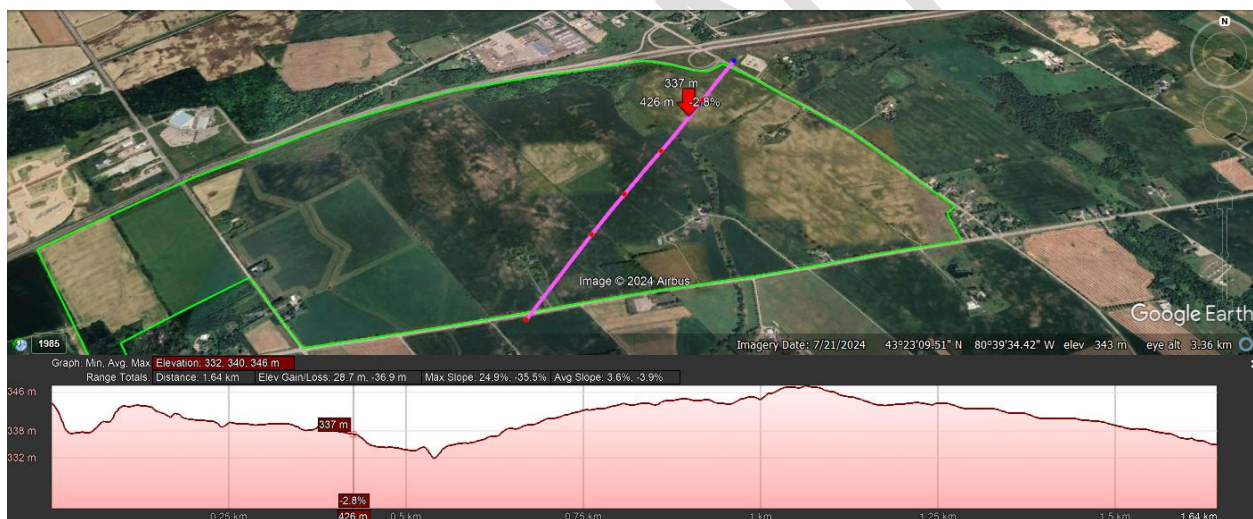 N
337 m
426 m -2.8%
Image © 2024 Airbus
Google Earth
1985
Imagery Date: 7/21/2024 43°23'09.51" N 80°39'34.42" W elev 343 m eye alt 3.36 km
Graph: Min, Avg, Max Elevation: 332, 340, 346 m
Range Totals: Distance: 1.64 km Elev Gain/Loss: 28.7 m, -36.9 m Max Slope: 24.9%, -35.5% Avg Slope: 3.6%, -3.9%
346 m
337 m
338 m
332 m
-2.8%
0.25 km 426 m 0.5 km 0.75 km 1 km 1.25 km 1.5 km 1.64 km